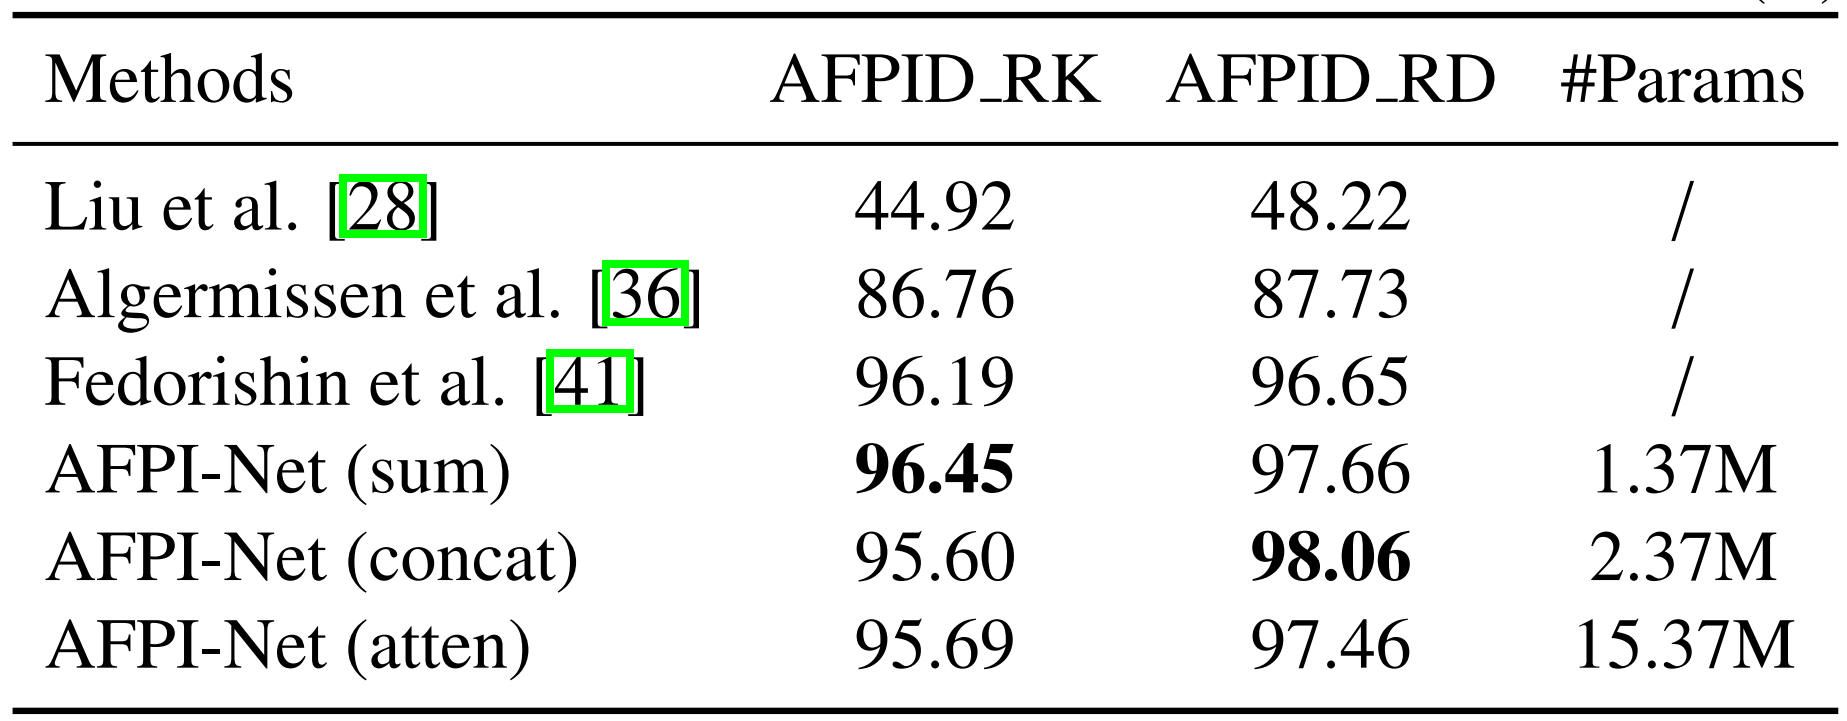 Methods AFPID_RK AFPID_RD #Params
Liu et al. [28] 44.92 48.22 /
Algermissen et al. [36] 86.76 87.73 /
Fedorishin et al. [41] 96.19 96.65 /
AFPI-Net (sum) 96.45 97.66 1.37M
AFPI-Net (concat) 95.60 98.06 2.37M
AFPI-Net (atten) 95.69 97.46 15.37M